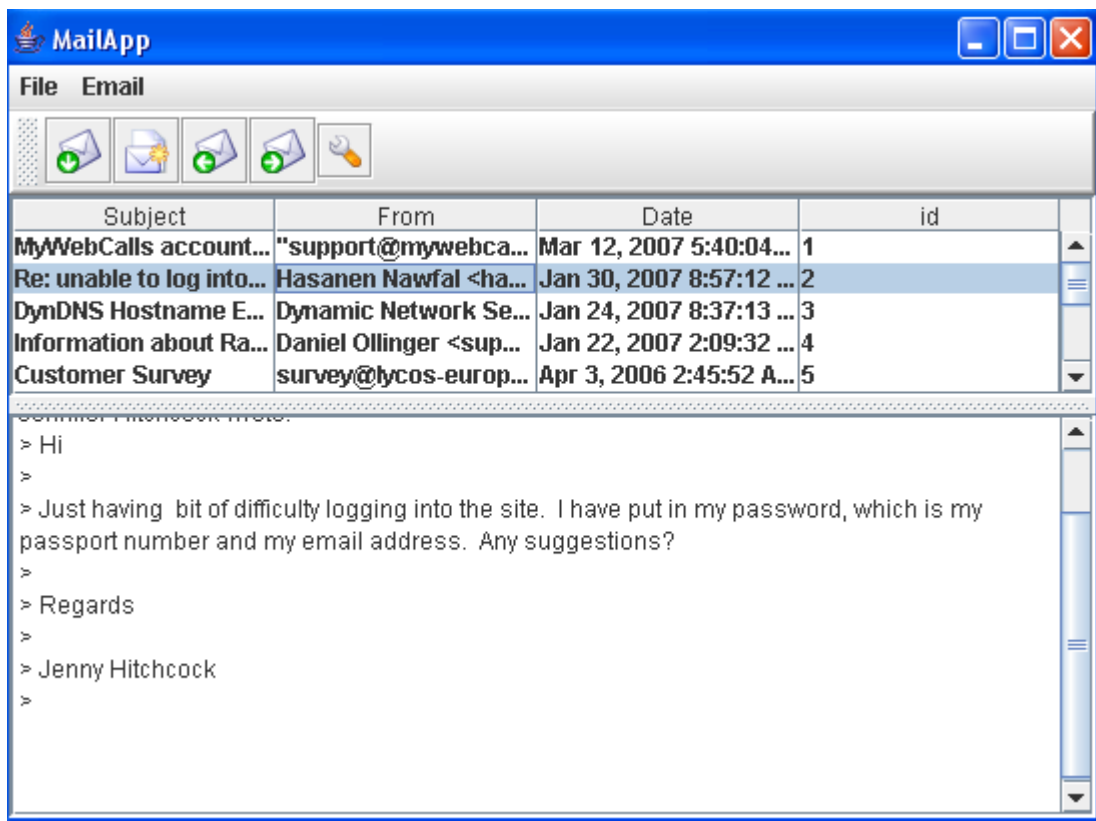 MailApp
File Email
Subject From Date id
MyWebCalls account... "support@mywebca... Mar 12, 2007 5:40:04... 1
Re: unable to log into... Hasanen Nawfal <ha... Jan 30, 2007 8:57:12 ... 2
DynDNS Hostname E... Dynamic Network Se... Jan 24, 2007 8:37:13 ... 3
Information about Ra... Daniel Ollinger <sup... Jan 22, 2007 2:09:32 ... 4
Customer Survey survey@lycos-europ... Apr 3, 2006 2:45:52 A... 5
> Hi
>
> Just having  bit of difficulty logging into the site.  I have put in my password, which is my
passport number and my email address.  Any suggestions?
>
> Regards
>
> Jenny Hitchcock
>